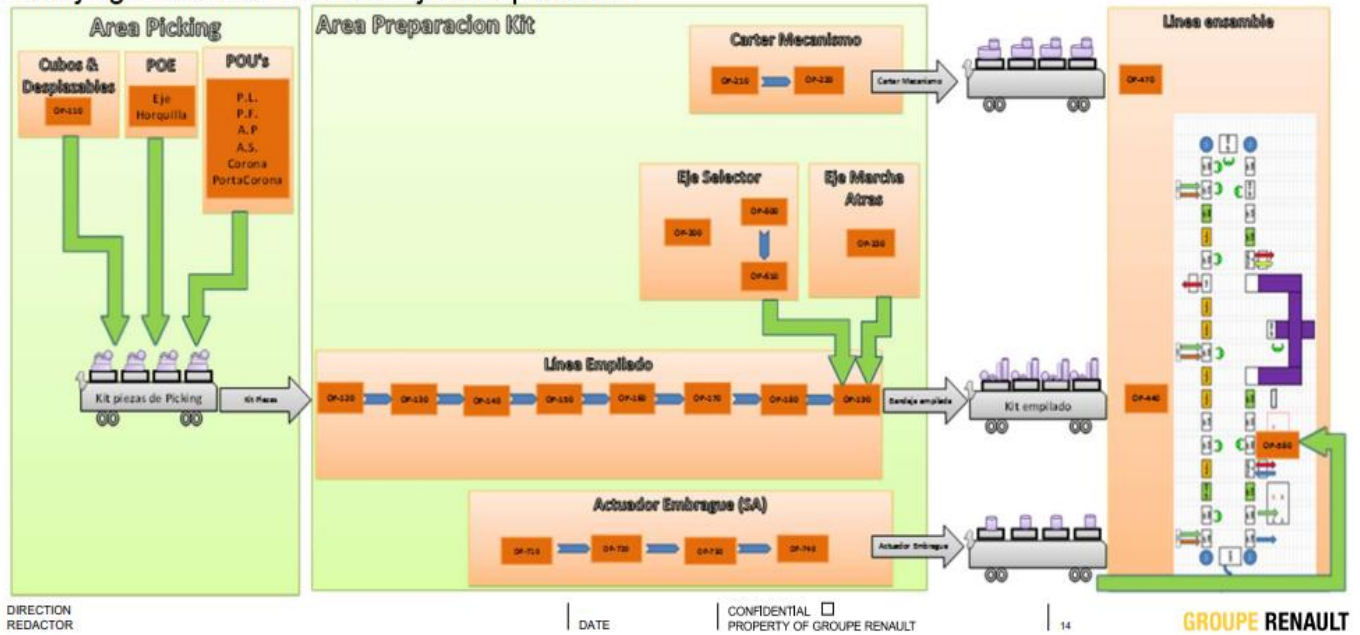 Area Picking
Cubos &
Desplazables
OP-110
POE
Eje
Horquilla
POU's
P.L.
P.F.
A.P
A.S.
Corona
PortaCorona
Kit piezas de Picking
Kit Piezas
Area Preparacion Kit
Carter Mecanismo
OP-210
OP-220
Carter Mecanismo
Eje Selector
OP-200
OP-600
OP-610
Eje Marcha
Atras
OP-230
Línea Empilado
OP-120
OP-130
OP-140
OP-150
OP-160
OP-170
OP-180
OP-190
Bandeja empilada
Kit empilado
Actuador Embrague (SA)
OP-710
OP-720
OP-730
OP-740
Actuador Embrague
Linea ensamble
OP-470
OP-440
DIRECTION
REDACTOR
DATE
CONFIDENTIAL
PROPERTY OF GROUPE RENAULT
14
GROUPE RENAULT